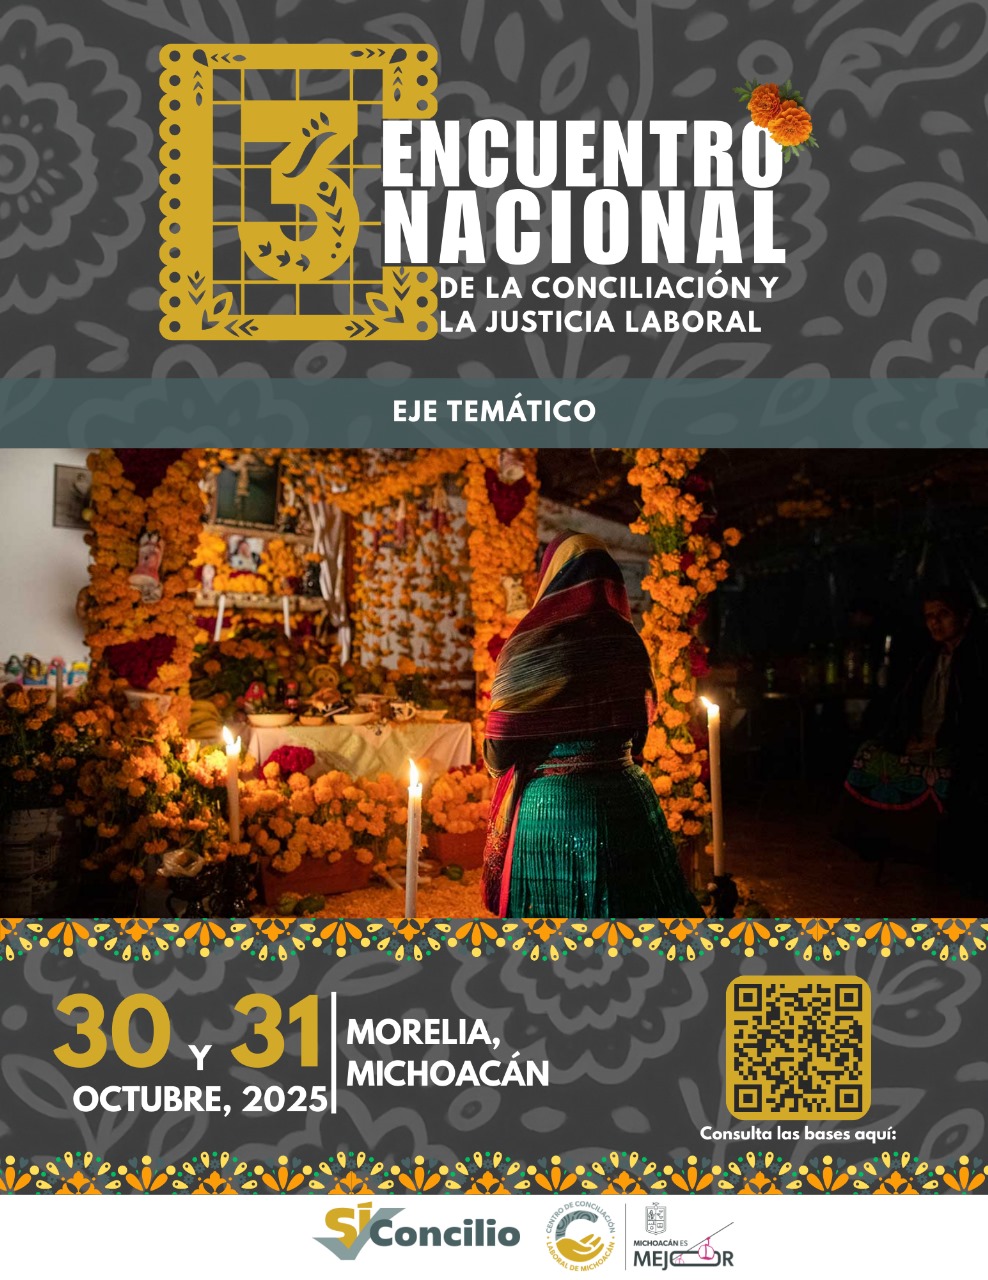 3
ENCUENTRO
NACIONAL
DE LA CONCILIACIÓN Y
LA JUSTICIA LABORAL
EJE TEMÁTICO
30 Y 31
OCTUBRE, 2025
MORELIA,
MICHOACÁN
Consulta las bases aquí:
SÍ Concilio
CENTRO DE CONCILIACIÓN
LABORAL DE MICHOACÁN
MICHOACÁN ES
MEJOR